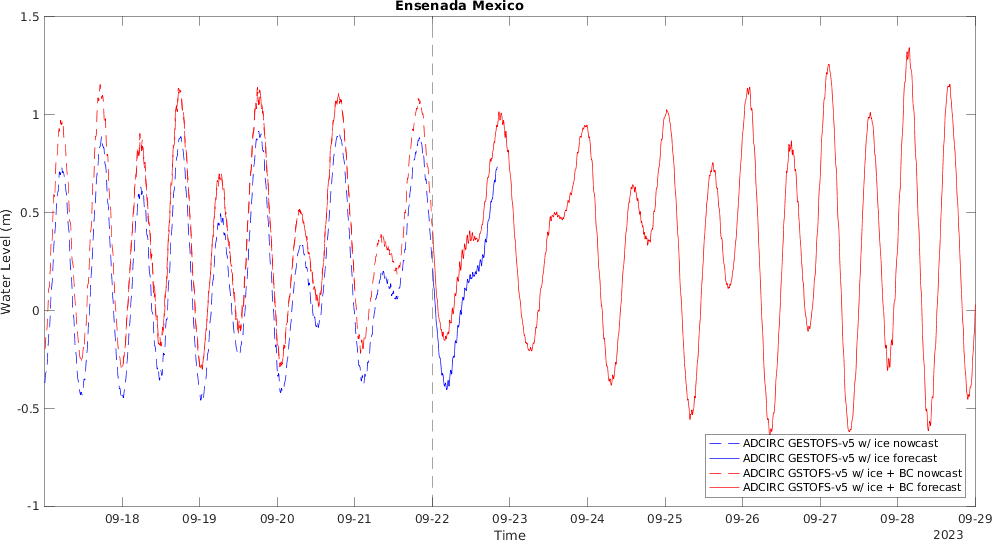 Ensenada Mexico
1.5
1
0.5
0
-0.5
-1
Water Level (m)
09-18 09-19 09-20 09-21 09-22 09-23 09-24 09-25 09-26 09-27 09-28 09-29
Time
2023
ADCIRC GESTOFS-v5 w/ ice nowcast
ADCIRC GESTOFS-v5 w/ ice forecast
ADCIRC GSTOFS-v5 w/ ice + BC nowcast
ADCIRC GSTOFS-v5 w/ ice + BC forecast